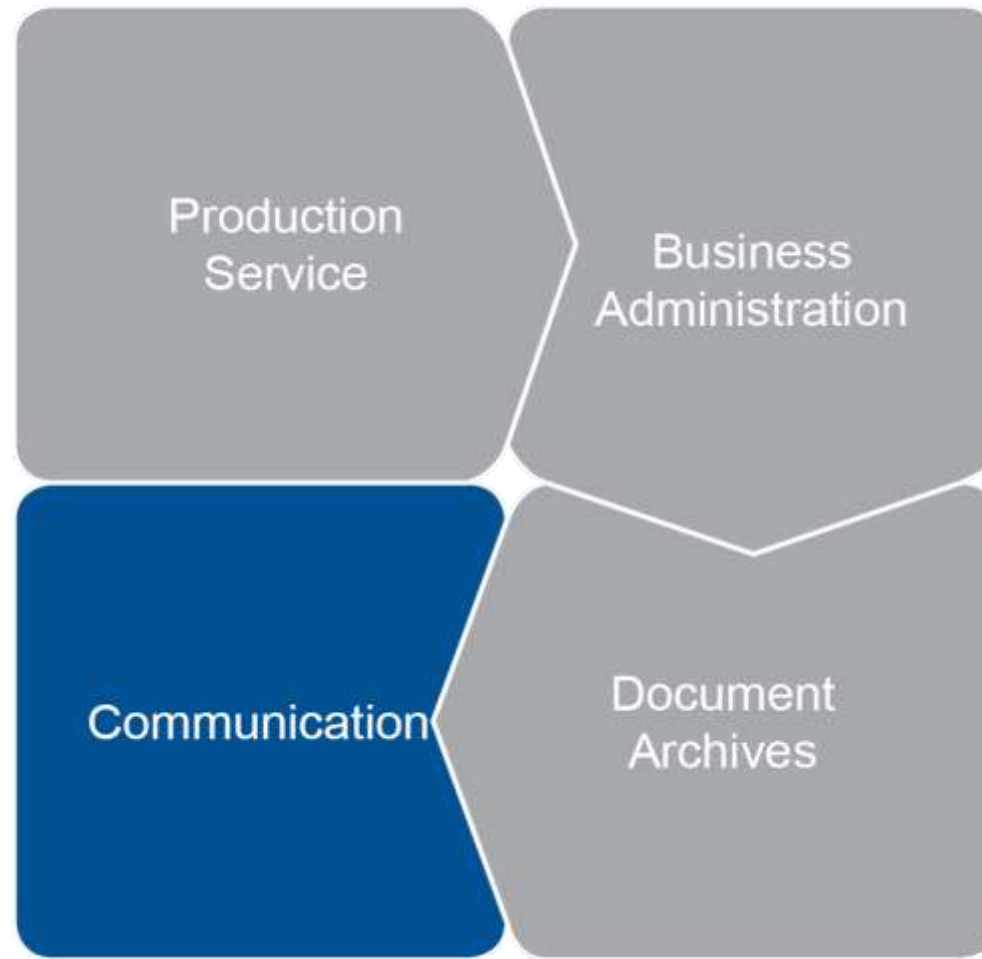 Production
Service
Business
Administration
Communication
Document
Archives